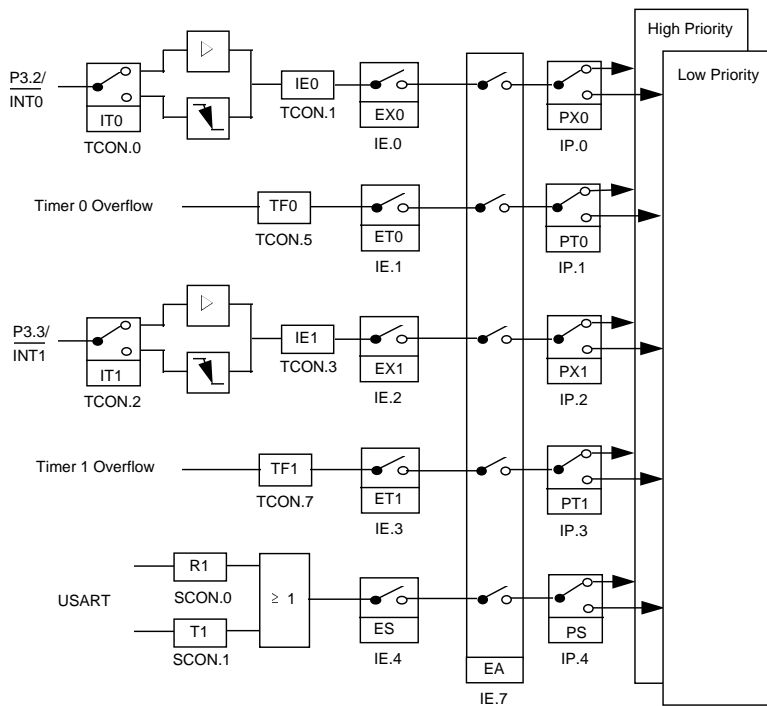 High Priority
Low Priority
P3.2/
INT0
IT0
TCON.0
IE0
TCON.1
EX0
IE.0
PX0
IP.0
Timer 0 Overflow
TF0
TCON.5
ET0
IE.1
PT0
IP.1
P3.3/
INT1
IT1
TCON.2
IE1
TCON.3
EX1
IE.2
PX1
IP.2
Timer 1 Overflow
TF1
TCON.7
ET1
IE.3
PT1
IP.3
USART
R1
SCON.0
T1
SCON.1
≥ 1
ES
IE.4
EA
IE.7
PS
IP.4